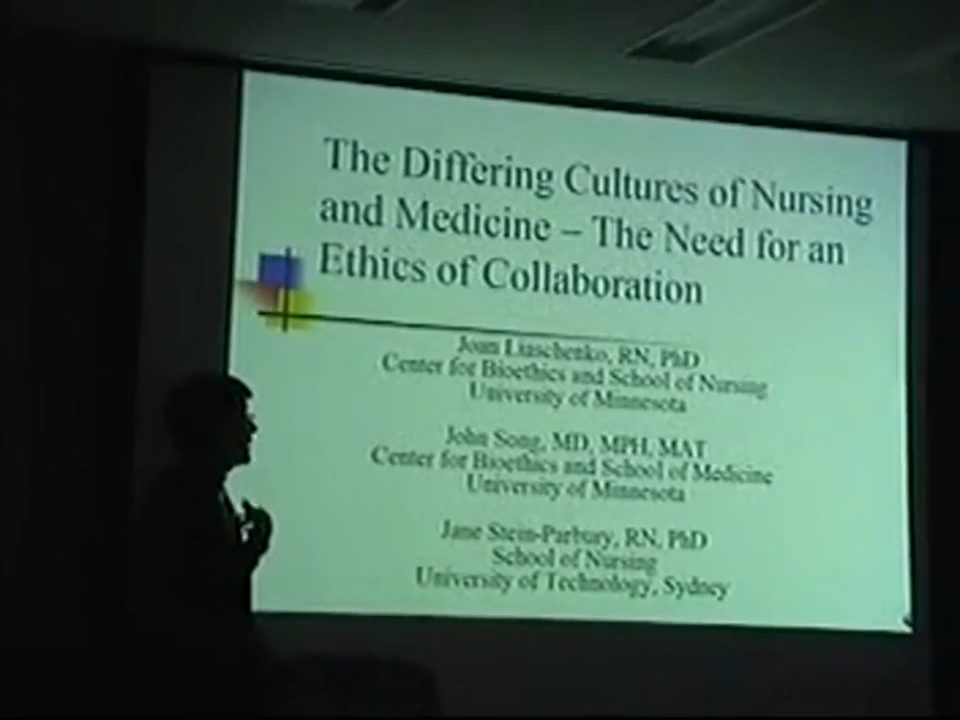 The Differing Cultures of Nursing
and Medicine – The Need for an
Ethics of Collaboration
Joan Liaschenko, RN, PhD
Center for Bioethics and School of Nursing
University of Minnesota
John Song, MD, MPH, MAT
Center for Bioethics and School of Medicine
University of Minnesota
Jane Stein-Parbury, RN, PhD
School of Nursing
University of Technology, Sydney